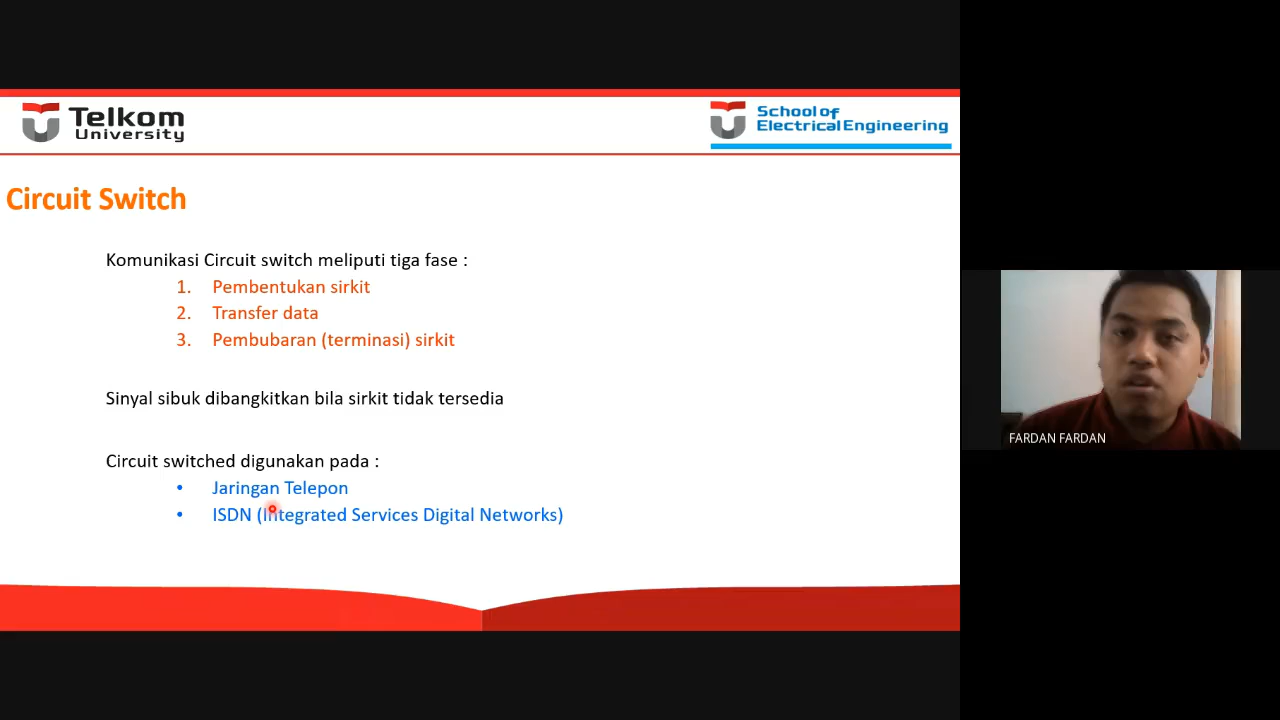 Telkom
University
School of
Electrical Engineering
Circuit Switch
Komunikasi Circuit switch meliputi tiga fase :
1. Pembentukan sirkit
2. Transfer data
3. Pembubaran (terminasi) sirkit
Sinyal sibuk dibangkitkan bila sirkit tidak tersedia
Circuit switched digunakan pada :
• Jaringan Telepon
• ISDN (Integrated Services Digital Networks)
FARDAN FARDAN